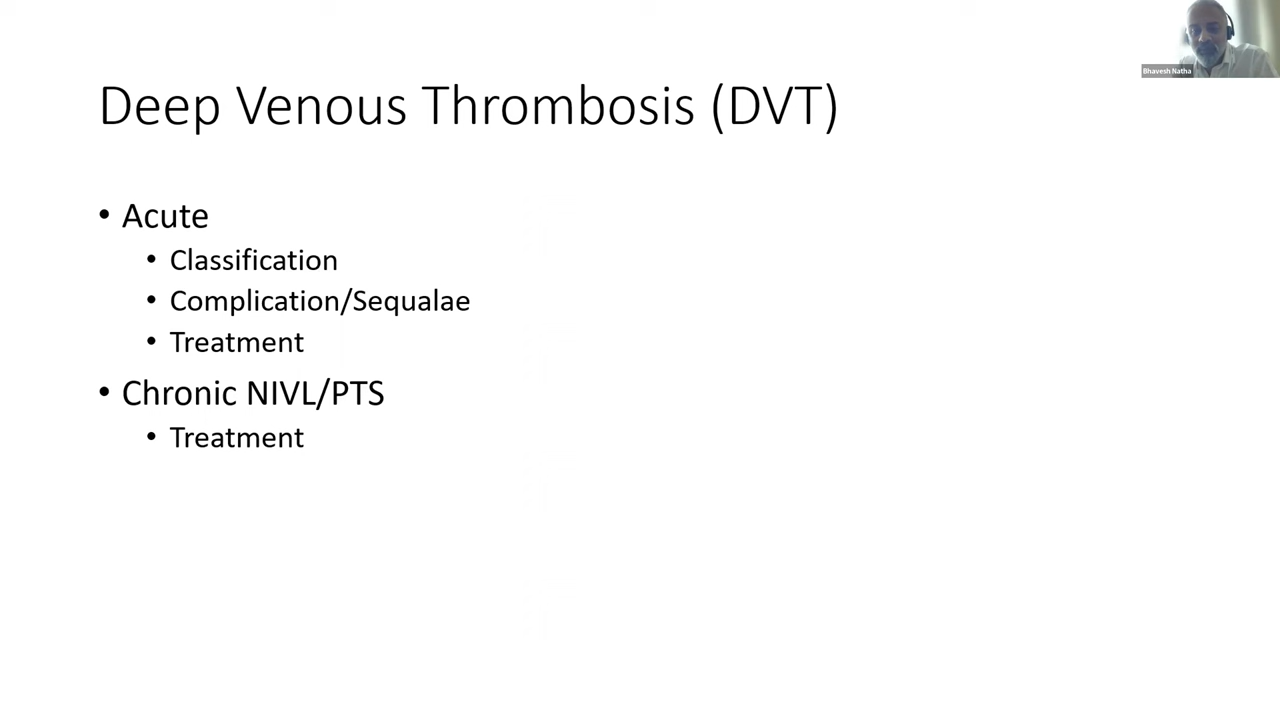 Bhavesh Natha
Deep Venous Thrombosis (DVT)
• Acute
• Classification
• Complication/Sequalae
• Treatment
• Chronic NIVL/PTS
• Treatment